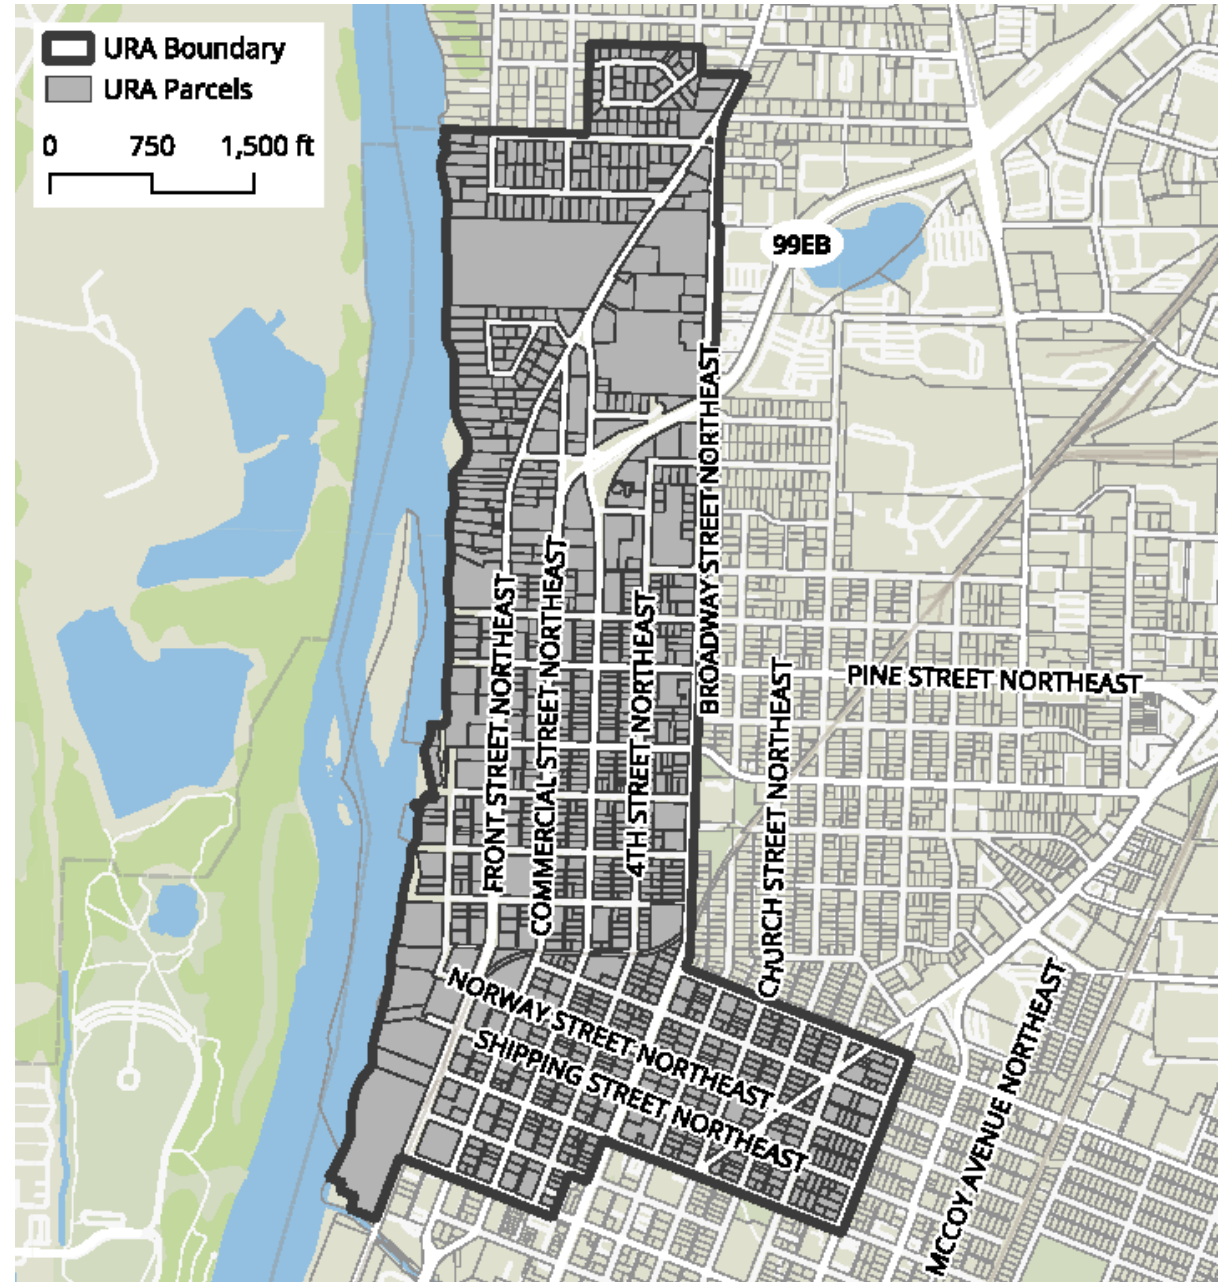 URA Boundary
URA Parcels
0 750 1,500 ft
99EB
BROADWAY STREET NORTHEAST
FRONT STREET NORTHEAST
COMMERCIAL STREET NORTHEAST
4TH STREET NORTHEAST
PINE STREET NORTHEAST
CHURCH STREET NORTHEAST
NORWAY STREET NORTHEAST
SHIPPING STREET NORTHEAST
MCCOY AVENUE NORTHEAST